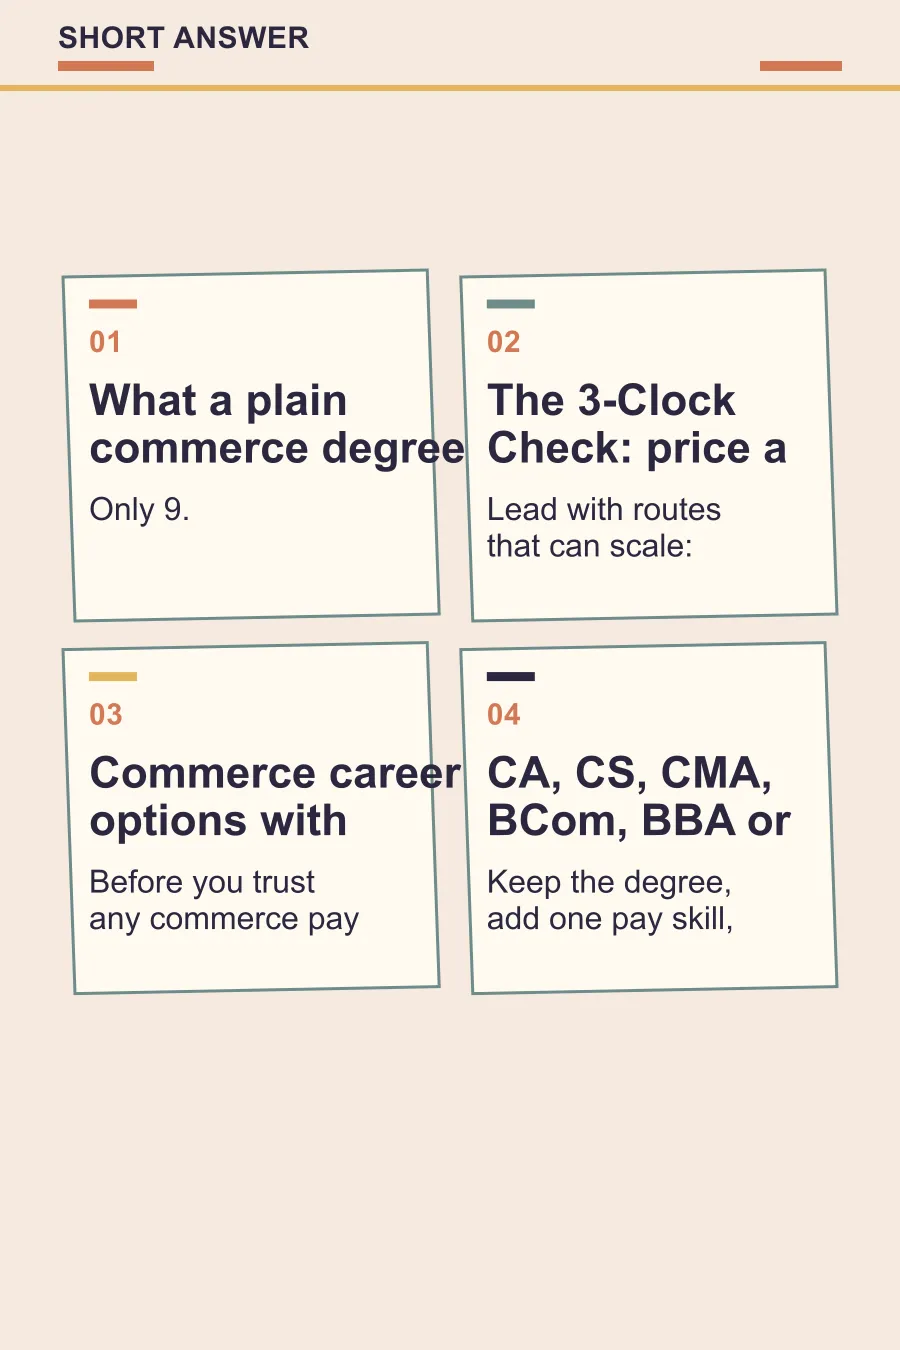 SHORT ANSWER
01
What a plain
commerce degree
Only 9.
02
The 3-Clock
Check: price a
Lead with routes
that can scale:
03
Commerce career
options with
Before you trust
any commerce pay
04
CA, CS, CMA,
BCom, BBA or
Keep the degree,
add one pay skill,